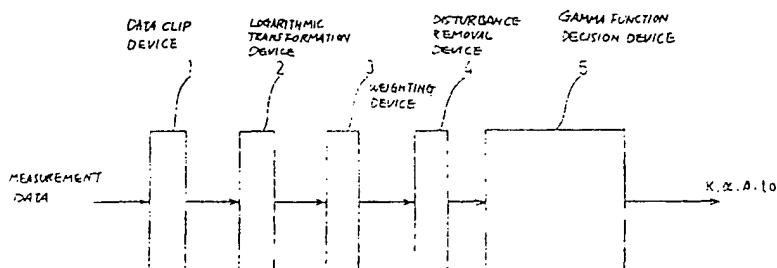 DATA CLIP
DEVICE
1
LOGARITHMIC
TRANSFORMATION
DEVICE
2
3
WEIGHTING
DEVICE
DISTURBANCE
REMOVAL
DEVICE
4
GAMMA FUNCTION
DECISION DEVICE
5
MEASUREMENT
DATA
K.α.A.t0